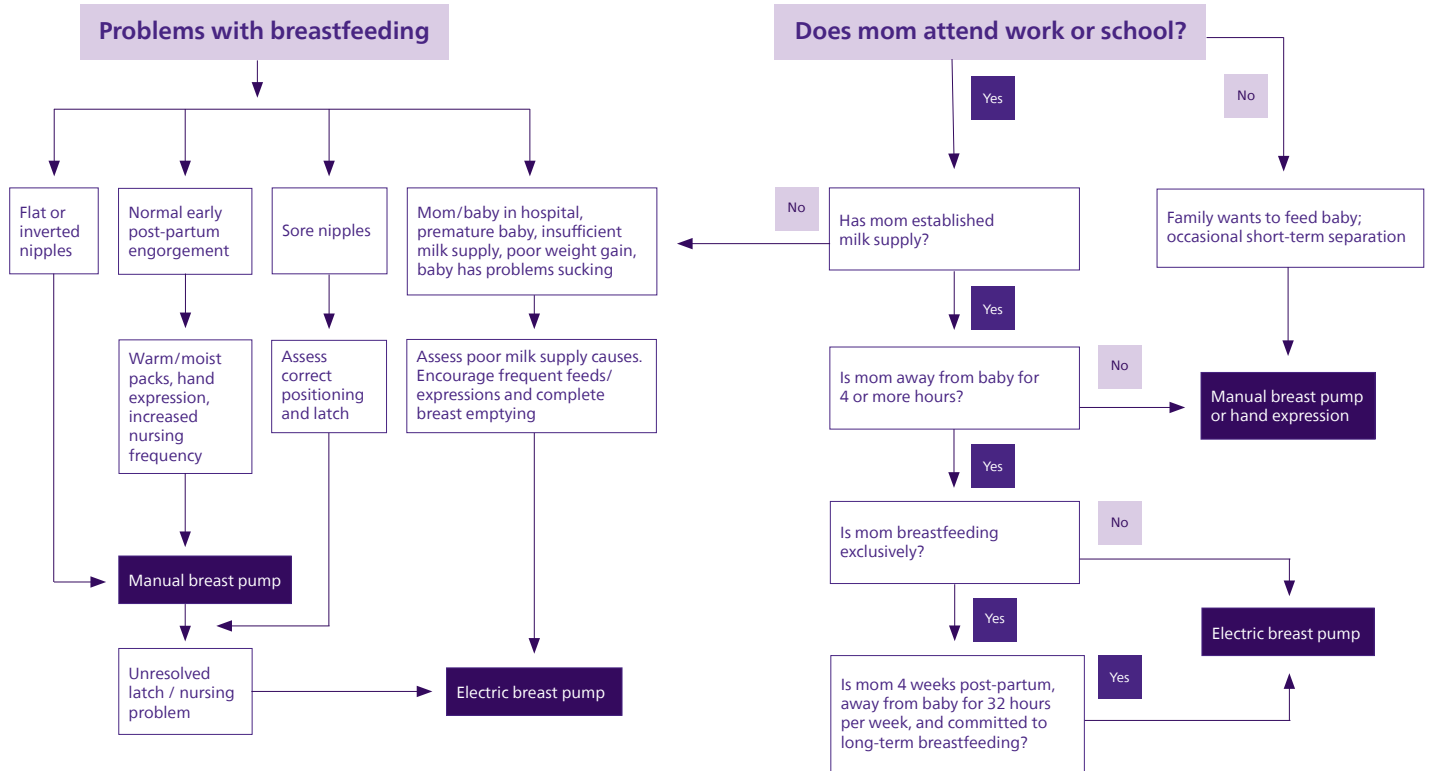 Problems with breastfeeding
Flat or
inverted
nipples
Normal early
post-partum
engorgement
Sore nipples
Mom/baby in hospital,
premature baby, insufficient
milk supply, poor weight gain,
baby has problems sucking
Warm/moist
packs, hand
expression,
increased
nursing
frequency
Assess
correct
positioning
and latch
Assess poor milk supply causes.
Encourage frequent feeds/
expressions and complete
breast emptying
Manual breast pump
Unresolved
latch / nursing
problem
Electric breast pump
Does mom attend work or school?
Yes
No
No
Has mom established
milk supply?
Family wants to feed baby;
occasional short-term separation
Yes
Is mom away from baby for
4 or more hours?
No
Manual breast pump
or hand expression
Yes
Is mom breastfeeding
exclusively?
No
Yes
Electric breast pump
Is mom 4 weeks post-partum,
away from baby for 32 hours
per week, and committed to
long-term breastfeeding?
Yes